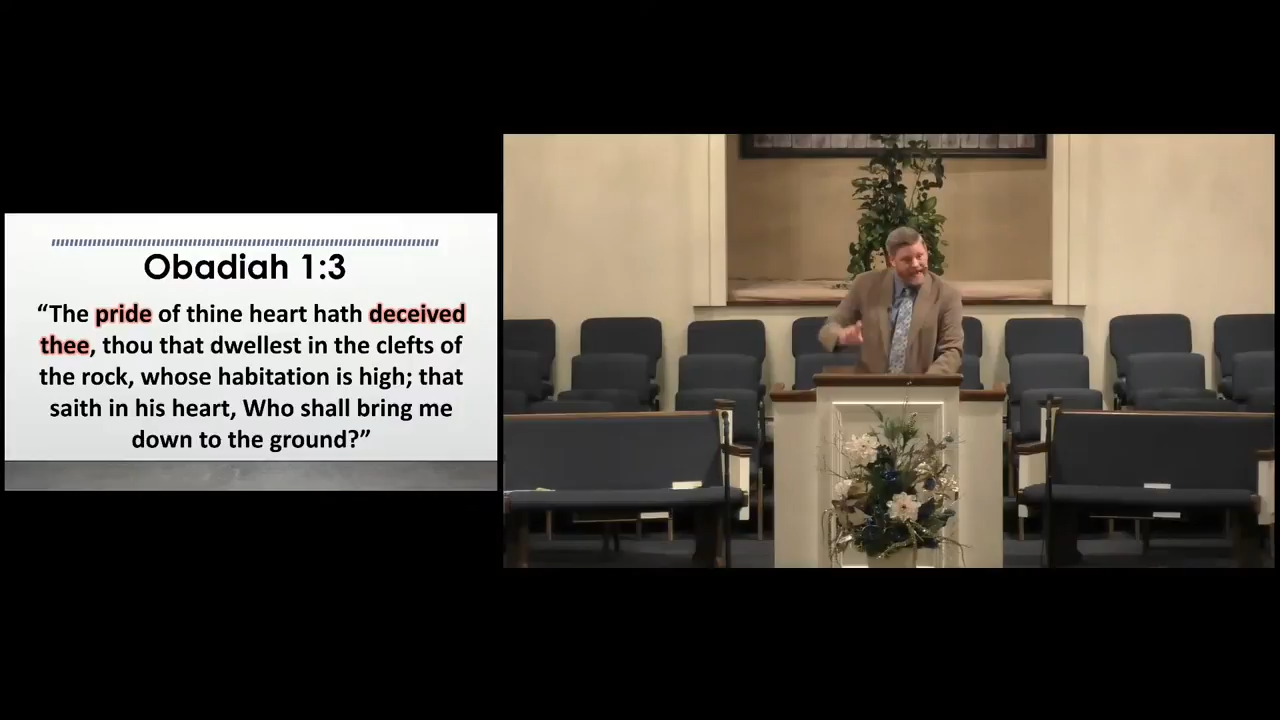 Obadiah 1:3
“The pride of thine heart hath deceived
thee, thou that dwellest in the clefts of
the rock, whose habitation is high; that
saith in his heart, Who shall bring me
down to the ground?”